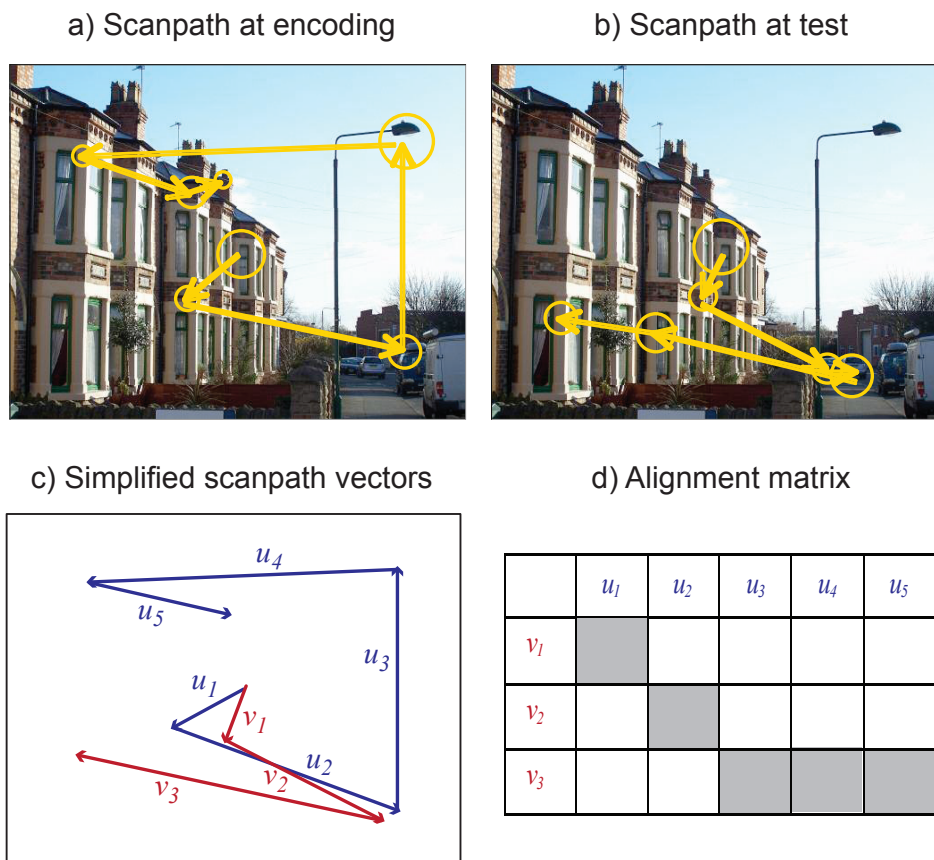 a) Scanpath at encoding
b) Scanpath at test
c) Simplified scanpath vectors
u4
u5
u3
u1
v1
u2
v2
v3
d) Alignment matrix
u1 u2 u3 u4 u5
v1
v2
v3